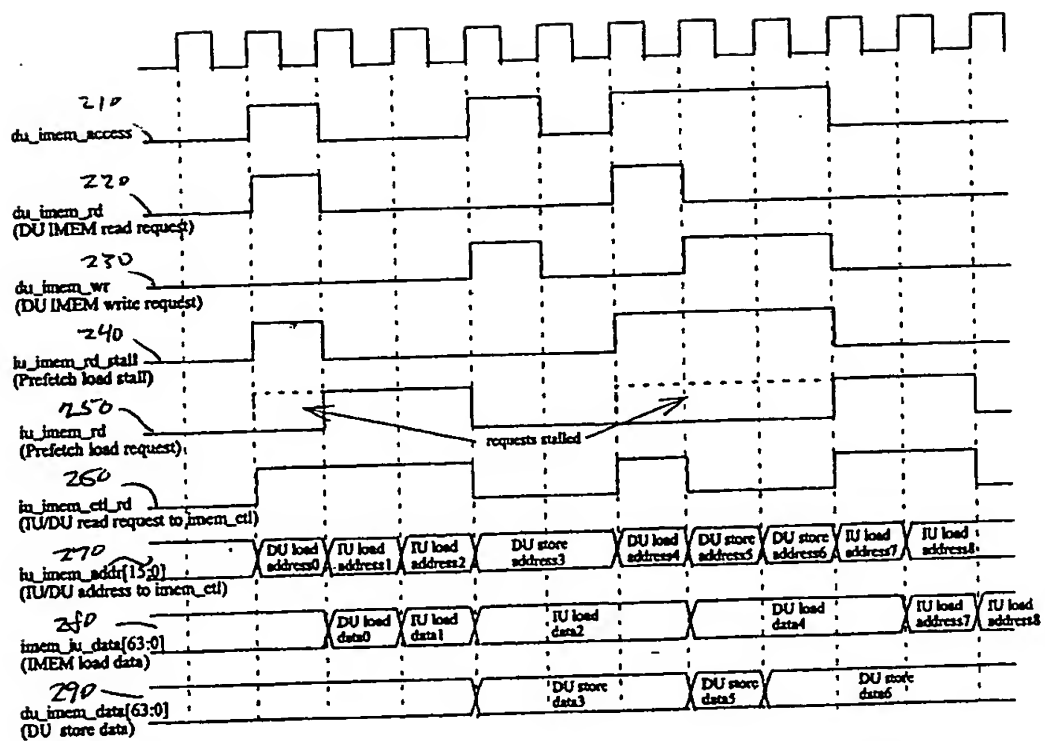 210
du_imem_access
220
du_imem_rd
(DU IMEM read request)
230
du_imem_wr
(DU IMEM write request)
240
iu_imem_rd_stall
(Prefetch load stall)
250
iu_imem_rd
(Prefetch load request)
requests stalled
260
iu_imem_ctl_rd
(IU/DU read request to imem_ctl)
270
iu_imem_addr[15:0]
(IU/DU address to imem_ctl)
DU load address0
IU load address1
IU load address2
DU store address3
DU load address4
DU store address5
DU store address6
IU load address7
IU load address8
280
imem_iu_data[63:0]
(IMEM load data)
DU load data0
IU load data1
IU load data2
DU load data4
IU load address7
IU load address8
290
du_imem_data[63:0]
(DU store data)
DU store data3
DU store data5
DU store data6